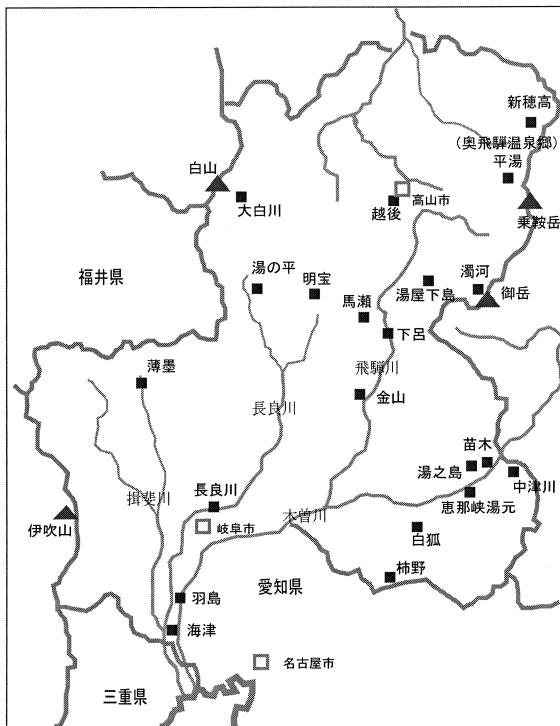 新穂高
(奥飛騨温泉郷)
平湯
白山
大白川
越後
高山市
乗鞍岳
福井県
湯の平
明宝
馬瀬
湯屋下島
濁河
御岳
下呂
薄墨
飛騨川
金山
長良川
苗木
湯之島
中津川
揖斐川
長良川
恵那峡湯元
伊吹山
岐阜市
木曽川
白狐
柿野
羽島
愛知県
海津
名古屋市
三重県